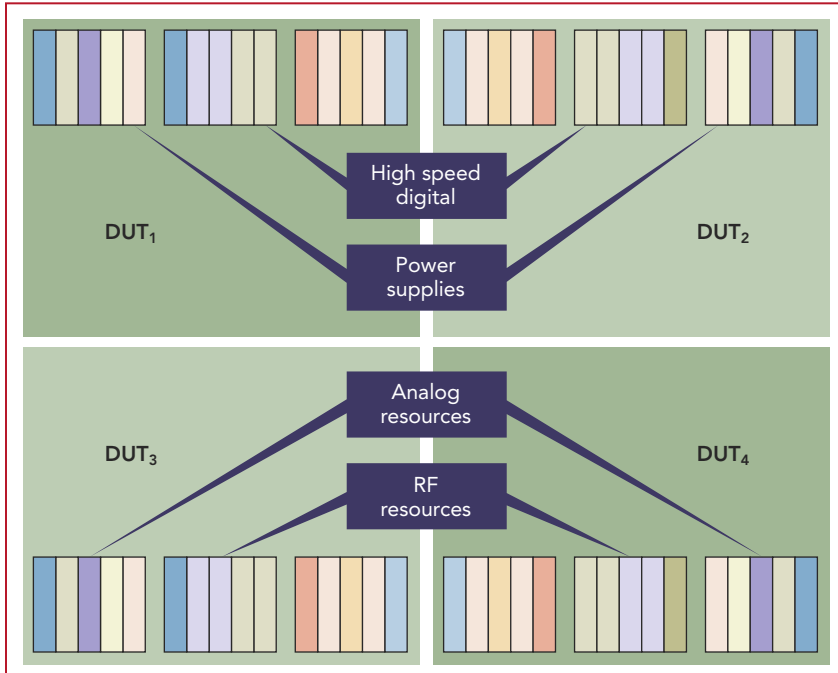 High speed
digital
DUT₁
DUT₂
Power
supplies
Analog
resources
DUT₃
DUT₄
RF
resources